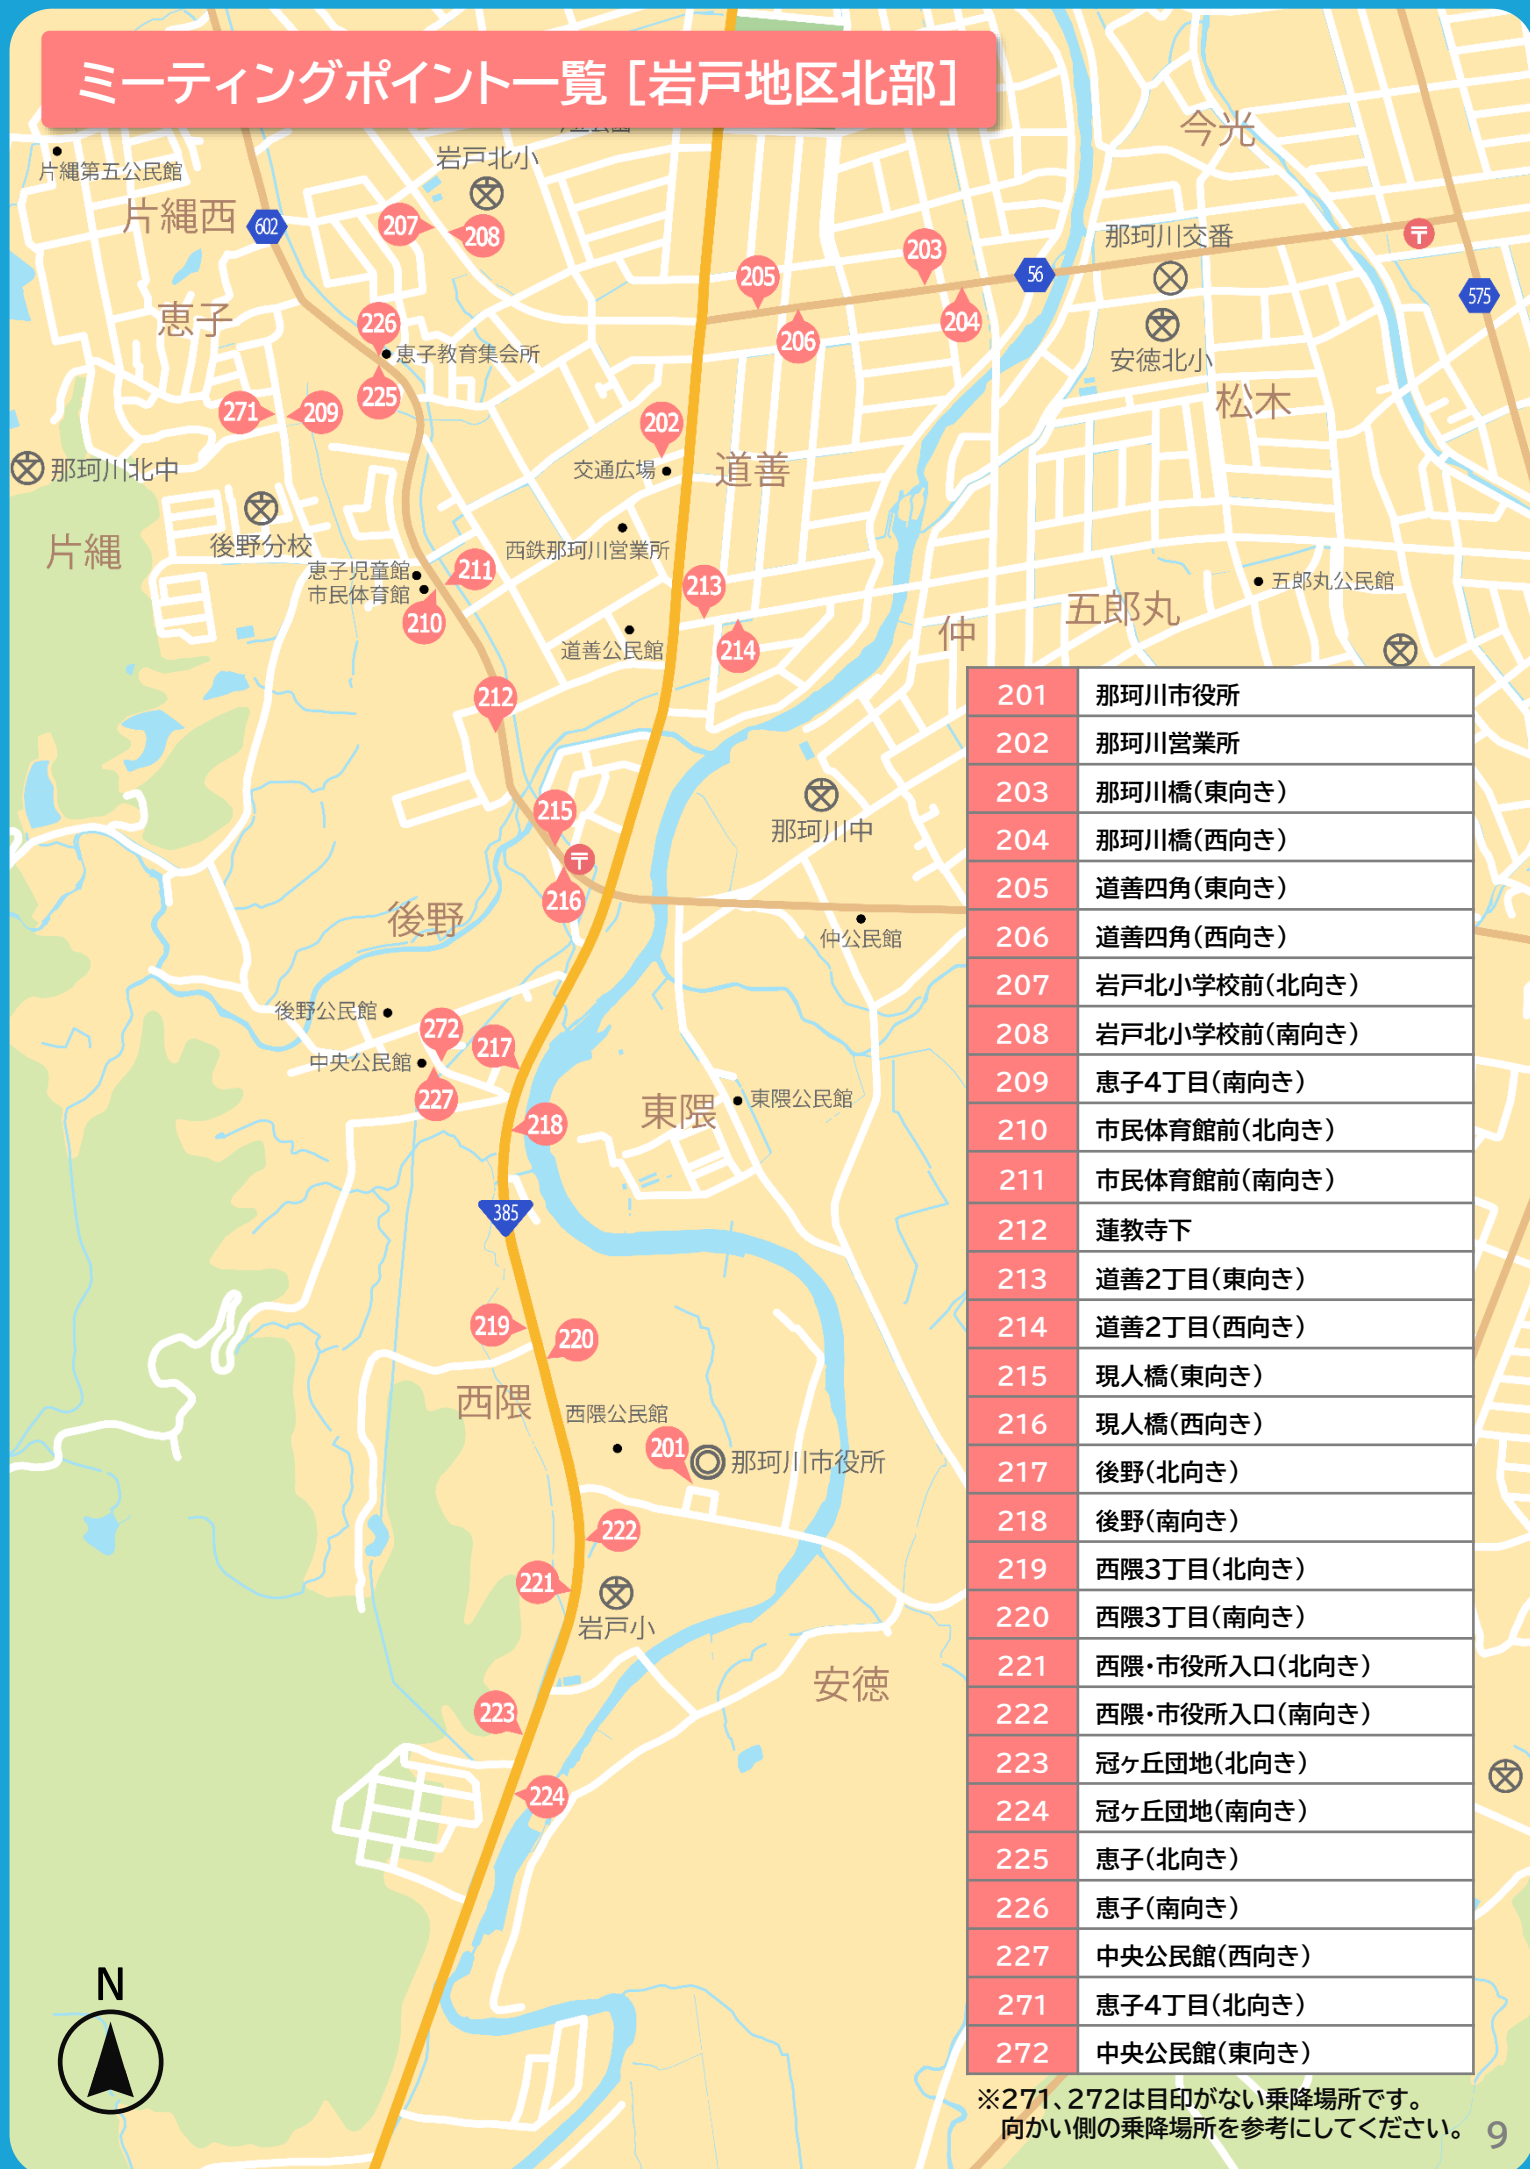 ミーティングポイント一覧［岩戸地区北部］
片縄第五公民館
岩戸北小
今光
片縄西
602
207
208
那珂川交番
203
56
205
575
恵子
226
204
206
恵子教育集会所
安徳北小
225
271
209
202
松木
那珂川北中
交通広場
道善
片縄
後野分校
西鉄那珂川営業所
恵子児童館
211
市民体育館
213
五郎丸公民館
210
五郎丸
道善公民館
214
仲
212
215
那珂川中
216
後野
仲公民館
後野公民館
272
217
中央公民館
227
218
東隈
東隈公民館
385
219
220
西隈
西隈公民館
201
那珂川市役所
222
221
岩戸小
安徳
223
224
N
201 那珂川市役所
202 那珂川営業所
203 那珂川橋（東向き）
204 那珂川橋（西向き）
205 道善四角（東向き）
206 道善四角（西向き）
207 岩戸北小学校前（北向き）
208 岩戸北小学校前（南向き）
209 恵子4丁目（南向き）
210 市民体育館前（北向き）
211 市民体育館前（南向き）
212 蓮教寺下
213 道善2丁目（東向き）
214 道善2丁目（西向き）
215 現人橋（東向き）
216 現人橋（西向き）
217 後野（北向き）
218 後野（南向き）
219 西隈3丁目（北向き）
220 西隈3丁目（南向き）
221 西隈・市役所入口（北向き）
222 西隈・市役所入口（南向き）
223 冠ヶ丘団地（北向き）
224 冠ヶ丘団地（南向き）
225 恵子（北向き）
226 恵子（南向き）
227 中央公民館（西向き）
271 恵子4丁目（北向き）
272 中央公民館（東向き）
※271、272は目印がない乗降場所です。
向かい側の乗降場所を参考にしてください。
9